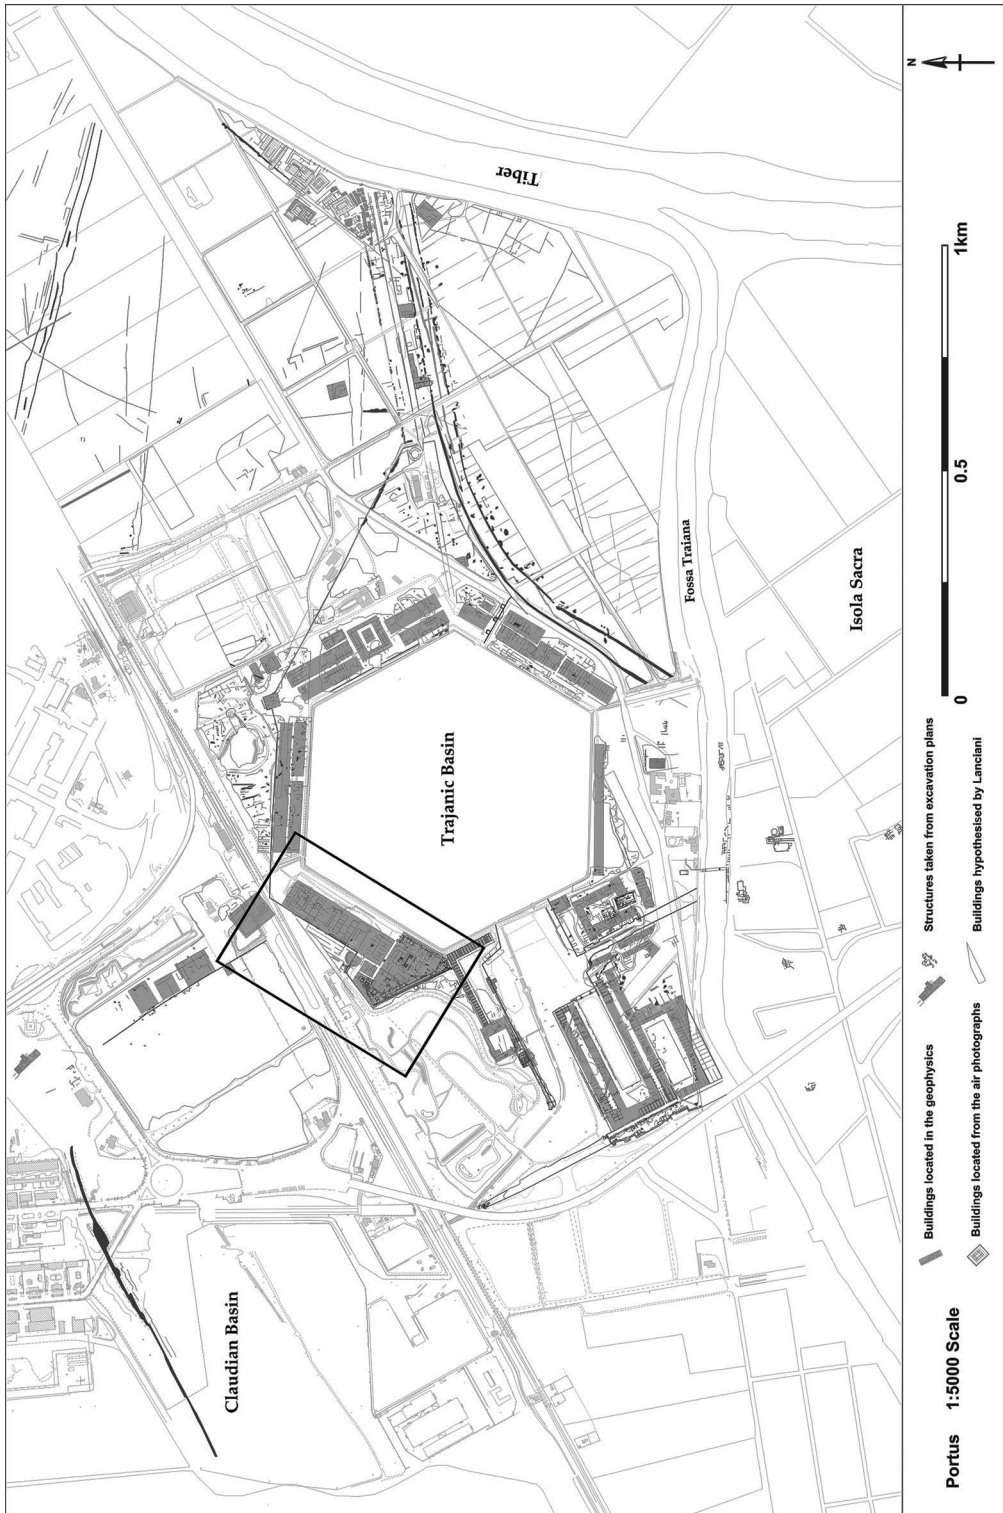 Claudian Basin
Trajanic Basin
Tiber
Fossa Traiana
Isola Sacra
N
Portus 1:5000 Scale
Buildings located in the geophysics
Structures taken from excavation plans
Buildings located from the air photographs
Buildings hypothesised by Lanciani
0 0.5 1km